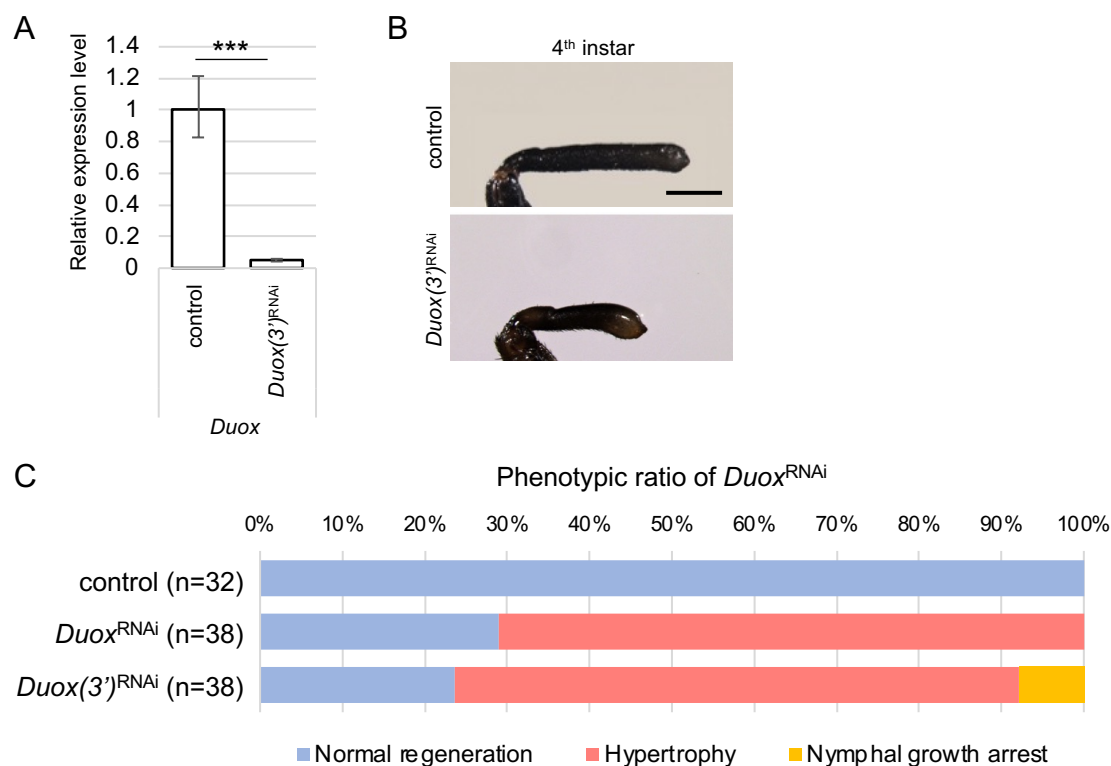 A
***
1.4
1.2
1
0.8
0.6
0.4
0.2
0
Relative expression level
control
Duox(3’)RNAi
Duox
B
4th instar
control
Duox(3’)RNAi
C
Phenotypic ratio of DuoxRNAi
0% 10% 20% 30% 40% 50% 60% 70% 80% 90% 100%
control (n=32)
DuoxRNAi (n=38)
Duox(3’)RNAi (n=38)
Normal regeneration Hypertrophy Nymphal growth arrest